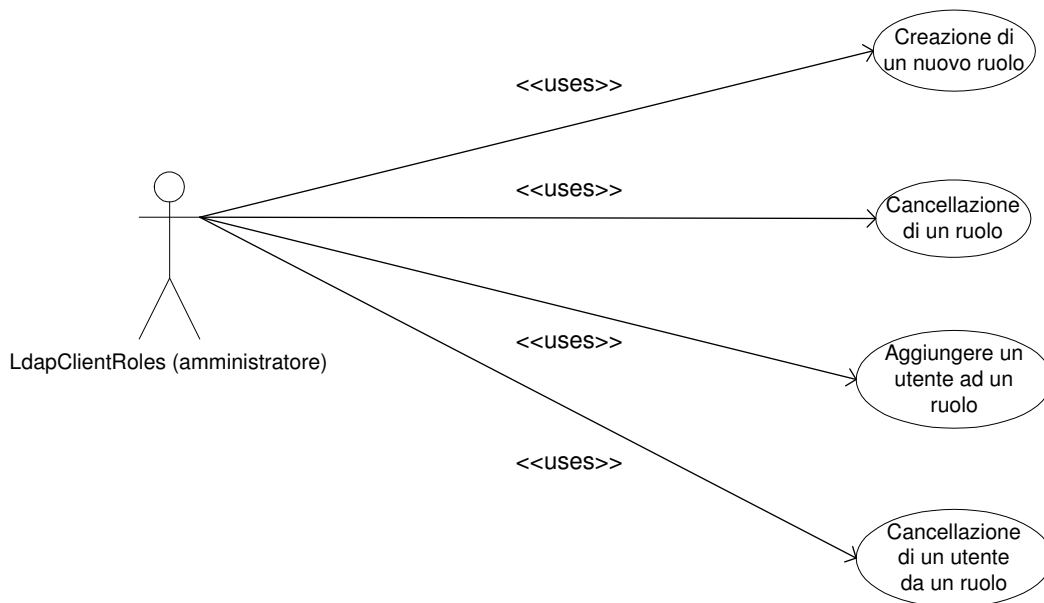 Creazione di
un nuovo ruolo
<<uses>>
<<uses>>
Cancellazione
di un ruolo
<<uses>>
Aggiungere un
utente ad un
ruolo
LdapClientRoles (amministratore)
<<uses>>
Cancellazione
di un utente
da un ruolo